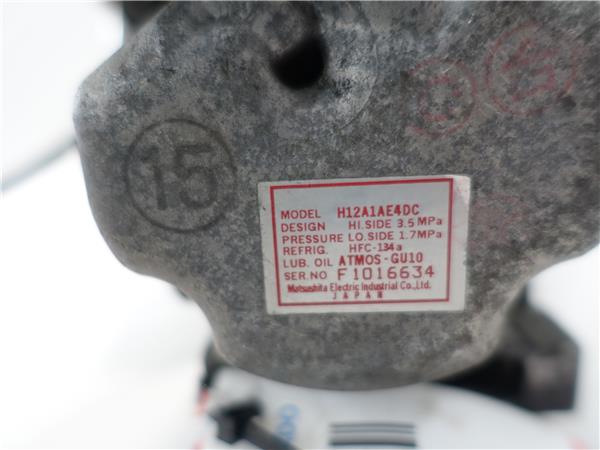 15
MODEL H12A1AE4DC
DESIGN HI.SIDE 3.5MPa
PRESSURE LO.SIDE 1.7MPa
REFRIG. HFC-134a
LUB. OIL ATMOS-GU10
SER.NO F1016634
Matsushita Electric Industrial Co.,Ltd.
JAPAN